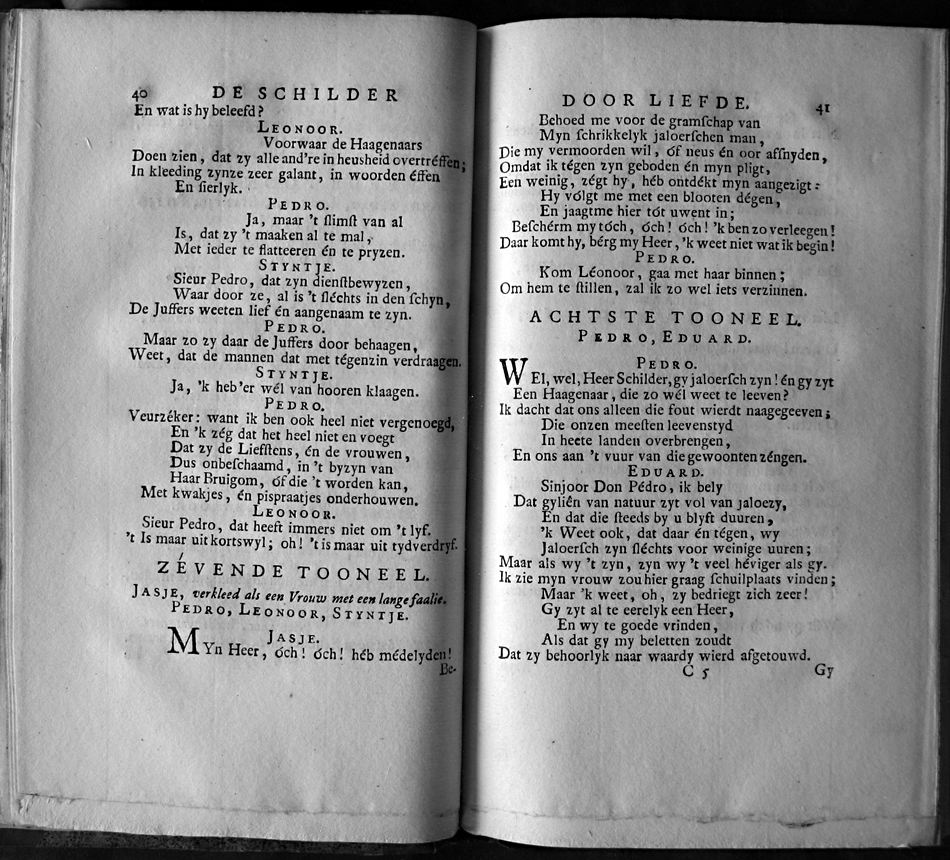 40 DE SCHILDER
En wat is hy beleefd?
LEONOOR.
Voorwaar de Haagenaars
Doen zien, dat zy alle and're in heusheid overtréffen;
In kleeding zynze zeer galant, in woorden éffen
En ſierlyk.
PEDRO.
Ja, maar 't ſlimſt van al
Is, dat zy 't maaken al te mal,
Met ieder te flatteeren én te pryzen.
STYNTJE.
Sieur Pedro, dat zyn dienſtbewyzen,
Waar door ze, al is 't ſléchts in den ſchyn,
De Juffers weeten lief én aangenaam te zyn.
PEDRO.
Maar zo zy daar de Juffers door behaagen,
Weet, dat de mannen dat met tégenzin verdraagen.
STYNTJE.
Ja, 'k heb'er wél van hooren klaagen.
PEDRO.
Veurzéker: want ik ben ook heel niet vergenoegd,
En 'k zég dat het heel niet en voegt
Dat zy de Liefſtens, én de vrouwen,
Dus onbeſchaamd, in 't byzyn van
Haar Bruigom, óf die 't worden kan,
Met kwakjes, én pispraatjes onderhouwen.
LEONOOR.
Sieur Pedro, dat heeft immers niet om 't lyf.
't Is maar uit kortswyl; oh! 't is maar uit tydverdryf.
ZÉVENDE TOONEEL.
JASJE, verkleed als een Vrouw met een lange faalie.
PEDRO, LEONOOR, STYNTJE.
JASJE.
MYn Heer, óch! óch! héb médelyden!
Be-
DOOR LIEFDE. 41
Behoed me voor de gramſchap van
Myn ſchrikkelyk jaloerſchen man,
Die my vermoorden wil, óf neus én oor afſnyden,
Omdat ik tégen zyn geboden én myn pligt,
Een weinig, zégt hy, héb ontdékt myn aangezigt:
Hy vólgt me met een blooten dégen,
En jaagtme hier tót uwent in;
Beſchérm my tóch, óch! óch! 'k ben zo verleegen!
Daar komt hy, bérg my Heer, 'k weet niet wat ik begin!
PEDRO.
Kom Léonoor, gaa met haar binnen;
Om hem te ſtillen, zal ik zo wel iets verzinnen.
ACHTSTE TOONEEL.
PEDRO, EDUARD.
PEDRO.
WEl, wel, Heer Schilder, gy jaloerſch zyn! én gy zyt
Een Haagenaar, die zo wél weet te leeven?
Ik dacht dat ons alleen die fout wierdt naagegeeven;
Die onzen meeſten leevenstyd
In heete landen overbrengen,
En ons aan 't vuur van die gewoonten zéngen.
EDUARD.
Sinjoor Don Pédro, ik bely
Dat gyliên van natuur zyt vol van jaloezy,
En dat die ſteeds by u blyft duuren,
'k Weet ook, dat daar én tégen, wy
Jaloerſch zyn ſléchts voor weinige uuren;
Maar als wy 't zyn, zyn wy 't veel héviger als gy.
Ik zie myn vrouw zou hier graag ſchuilplaats vinden;
Maar 'k weet, oh, zy bedriegt zich zeer!
Gy zyt al te eerelyk een Heer,
En wy te goede vrinden,
Als dat gy my beletten zoudt
Dat zy behoorlyk naar waardy wierd afgetouwd.
C 5 Gy